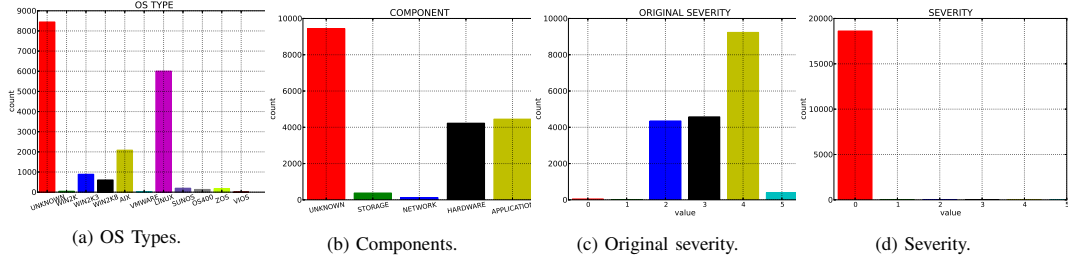 OS TYPE
9000
8000
7000
6000
5000
4000
3000
2000
1000
0
count
UNKNOWN WIN2K WIN2K3 WIN2K8 AIX VMWARE LINUX SUNOS OS400 ZOS VIOS
(a) OS Types.
COMPONENT
10000
8000
6000
4000
2000
0
count
UNKNOWN STORAGE NETWORK HARDWARE APPLICATION
(b) Components.
ORIGINAL SEVERITY
10000
8000
6000
4000
2000
0
count
0 1 2 3 4 5
value
(c) Original severity.
SEVERITY
20000
15000
10000
5000
0
count
0 1 2 3 4 5
value
(d) Severity.